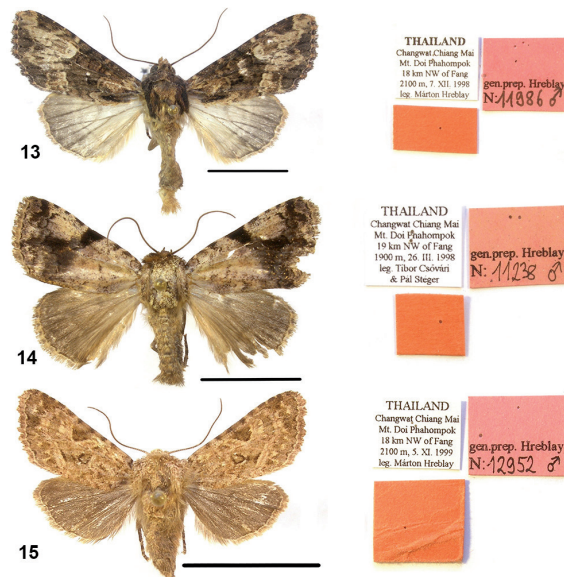 THAILAND
Changwat Chiang Mai
Mt. Doi Phahompok
18 km NW of Fang
2100 m, 7. XII. 1998
leg. Márton Hreblay
gen.prep. Hreblay
N: 11986 ♂
13
THAILAND
Changwat Chiang Mai
Mt. Doi Phahompok
19 km NW of Fang
1900 m, 26. III. 1998
leg. Tibor Csővári
& Pál Steger
gen.prep. Hreblay
N: 11238 ♂
14
THAILAND
Changwat Chiang Mai
Mt. Doi Phahompok
18 km NW of Fang
2100 m, 5. XI. 1999
leg. Márton Hreblay
gen.prep. Hreblay
N: 12952 ♂
15